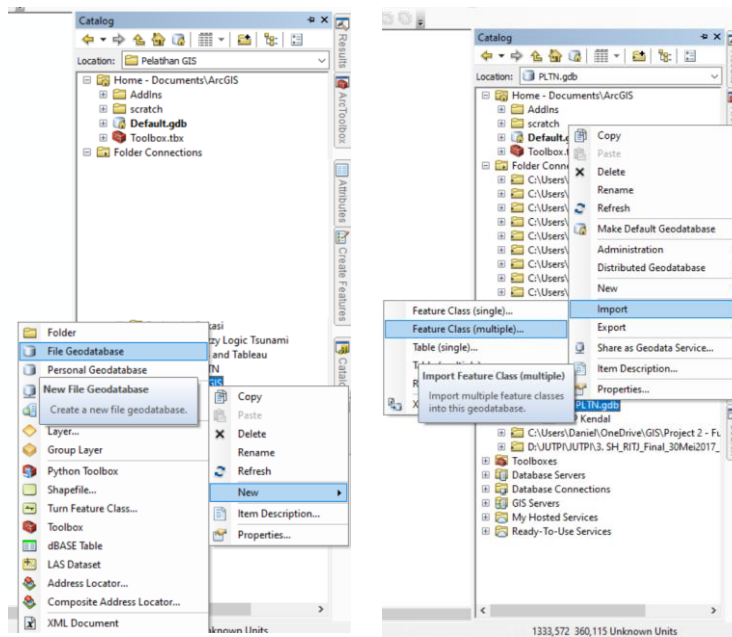 Catalog
Location: Pelatihan GIS
Home - Documents\ArcGIS
AddIns
scratch
Default.gdb
Toolbox.tbx
Folder Connections
Results
ArcToolbox
Attributes
Create Features
Catalo
asi
zy Logic Tsunami
and Tableau
TN
GIS
Folder
File Geodatabase
Personal Geodatabase
New File Geodatabase
Create a new file geodatabase.
Layer...
Group Layer
Python Toolbox
Shapefile...
Turn Feature Class...
Toolbox
dBASE Table
LAS Dataset
Address Locator...
Composite Address Locator...
XML Document
Copy
Paste
Delete
Rename
Refresh
New
Item Description...
Properties...
known Units
Catalog
Location: PLTN.gdb
Home - Documents\ArcGIS
AddIns
scratch
Default.g
Toolbox.t
Folder Conne
C:\Users\
C:\Users\
C:\Users\
C:\Users\
C:\Users\
C:\Users\
C:\Users\
C:\Users\
C:\Users\
Copy
Paste
Delete
Rename
Refresh
Make Default Geodatabase
Administration
Distributed Geodatabase
New
Import
Export
Share as Geodata Service...
Item Description...
Properties...
Feature Class (single)...
Feature Class (multiple)...
Table (single)...
Import Feature Class (multiple)
Import multiple feature classes
into this geodatabase.
PLTN.gdb
Kendal
C:\Users\Daniel\OneDrive\GIS\Project 2 - Fu
D:\JUTPI\JUTPI\3. SH_RITJ_Final_30Mei2017_
Toolboxes
Database Servers
Database Connections
GIS Servers
My Hosted Services
Ready-To-Use Services
1333,572 360,115 Unknown Units